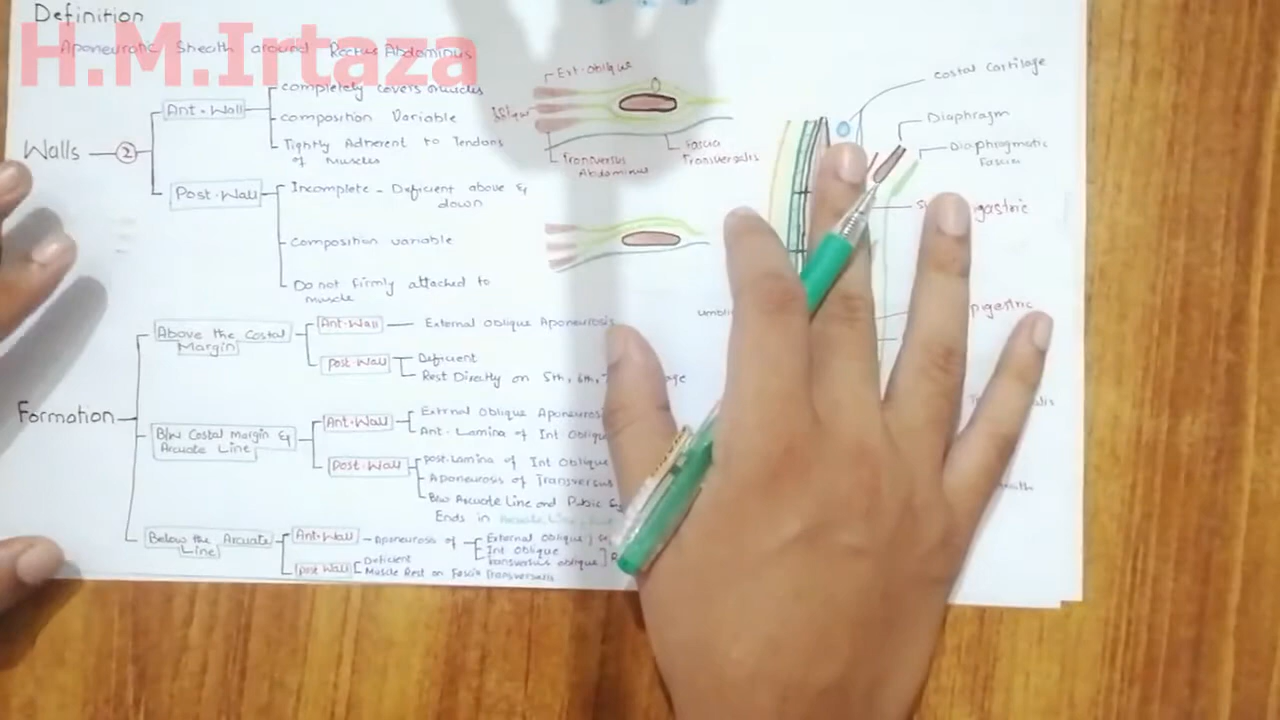 Definition
H.M.Irtaza
Aponeurotic Sheath around Rectus Abdominus
Walls
2
Ant. Wall
completely covers muscles
composition Variable
Tightly Adherent to Tendons
of muscles
Post. Wall
Incomplete - Deficient above &
down
composition variable
Do not firmly attached to
muscle
Ext. oblique
Transversus
Abdominus
Fascia
Transversalis
costal Cartilage
Diaphragm
Diaphragmatic
Fascia
Formation
Above the Costal
Margin
Ant. Wall
External oblique Aponeurosis
post wall
Deficient
Rest Directly on 5th, 6th,
B/w Costal margin &
Arcuate Line
Ant. Wall
Extrnal oblique
Ant. Lamina of Int
Post. Wall
post. Lamina of Int oblique
Aponeurosis of Transversus
B/w Arcuate Line and Pubic
Ends in
Below the Arcuate
Line
Ant. Wall
Aponeurosis of
External oblique
Int oblique
Transversus oblique
post wall
Deficient
Muscle Rest on Fascia Transversalis